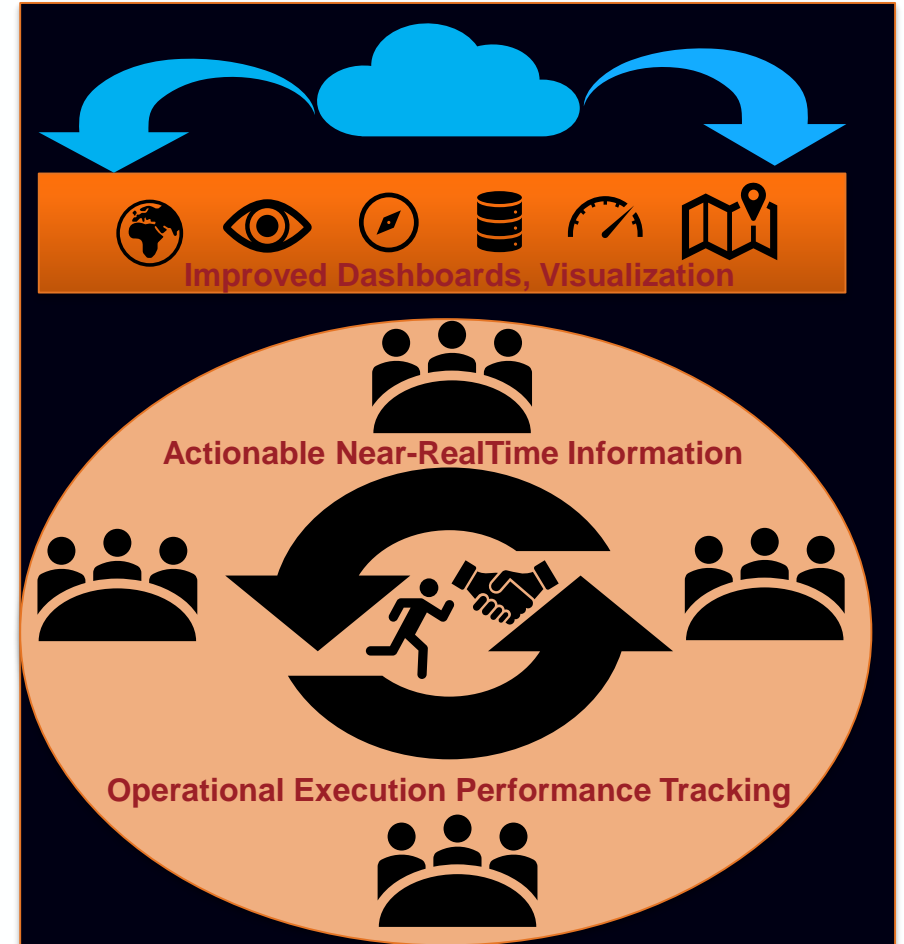 Improved Dashboards, Visualization
Actionable Near-RealTime Information
Operational Execution Performance Tracking